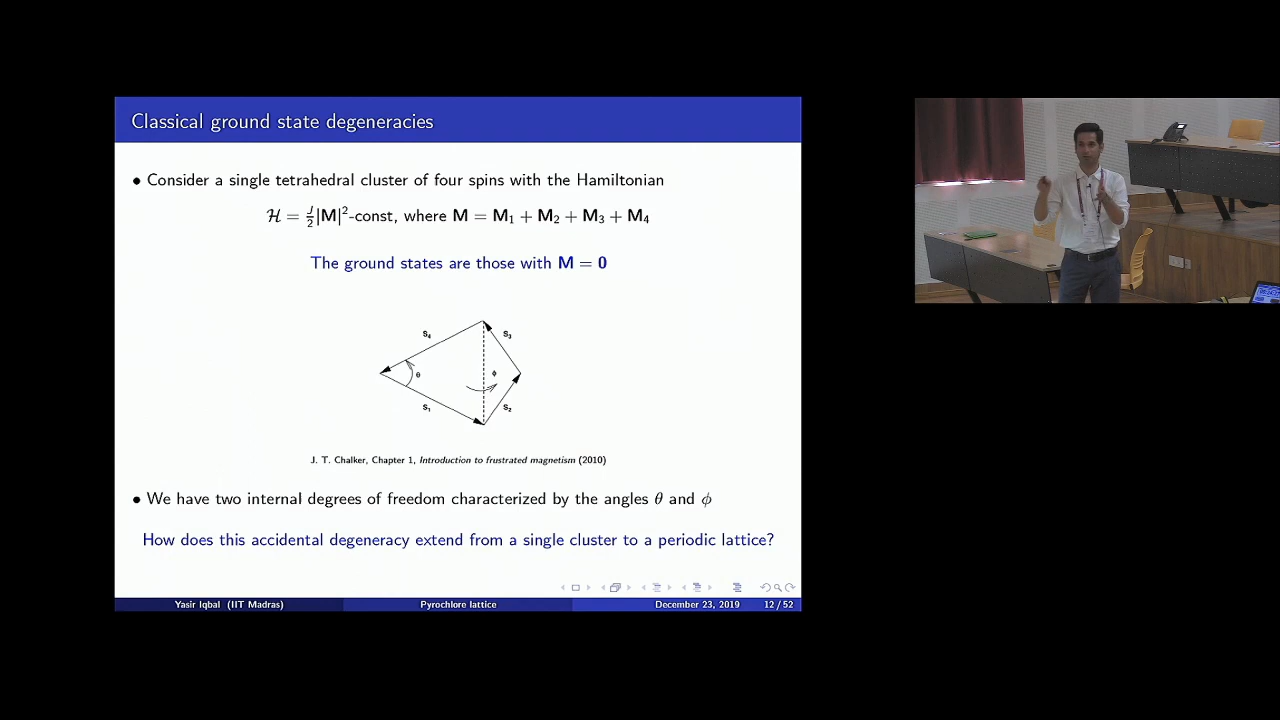 Classical ground state degeneracies
• Consider a single tetrahedral cluster of four spins with the Hamiltonian
ℋ = J/2|M|²-const, where M = M₁ + M₂ + M₃ + M₄
The ground states are those with M = 0
S₄ S₃
θ φ
S₁ S₂
J. T. Chalker, Chapter 1, Introduction to frustrated magnetism (2010)
• We have two internal degrees of freedom characterized by the angles θ and φ
How does this accidental degeneracy extend from a single cluster to a periodic lattice?
Yasir Iqbal (IIT Madras) Pyrochlore lattice December 23, 2019 12 / 52